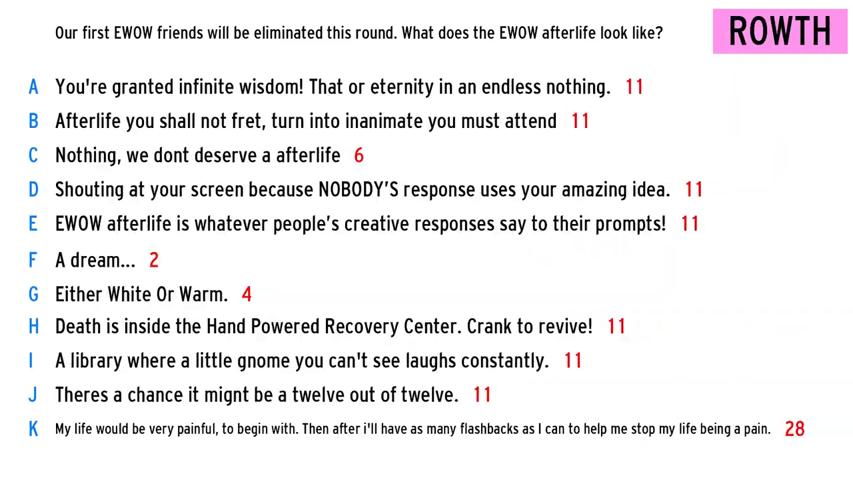 Our first EWOW friends will be eliminated this round. What does the EWOW afterlife look like?
ROWTH
A You're granted infinite wisdom! That or eternity in an endless nothing. 11
B Afterlife you shall not fret, turn into inanimate you must attend 11
C Nothing, we dont deserve a afterlife 6
D Shouting at your screen because NOBODY'S response uses your amazing idea. 11
E EWOW afterlife is whatever people's creative responses say to their prompts! 11
F A dream... 2
G Either White Or Warm. 4
H Death is inside the Hand Powered Recovery Center. Crank to revive! 11
I A library where a little gnome you can't see laughs constantly. 11
J Theres a chance it mignt be a twelve out of twelve. 11
K My life would be very painful, to begin with. Then after i'll have as many flashbacks as I can to help me stop my life being a pain. 28